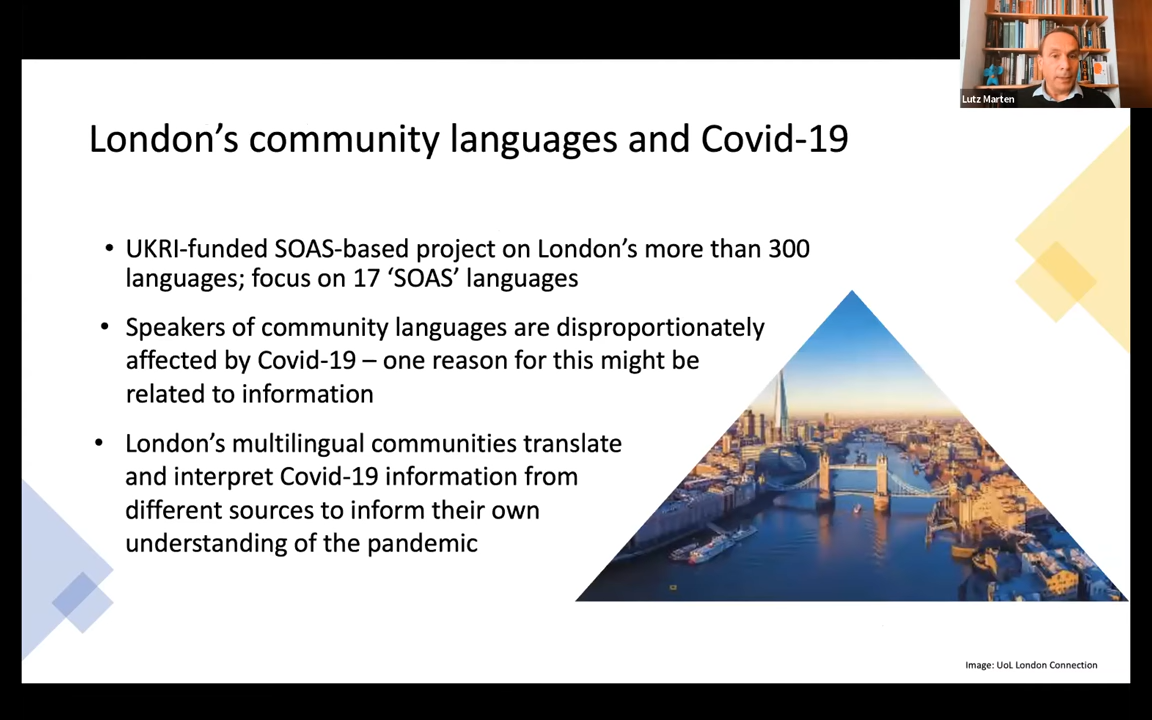 Lutz Marten
London’s community languages and Covid-19
• UKRI-funded SOAS-based project on London’s more than 300
languages; focus on 17 ‘SOAS’ languages
• Speakers of community languages are disproportionately
affected by Covid-19 – one reason for this might be
related to information
• London’s multilingual communities translate
and interpret Covid-19 information from
different sources to inform their own
understanding of the pandemic
Image: UoL London Connection